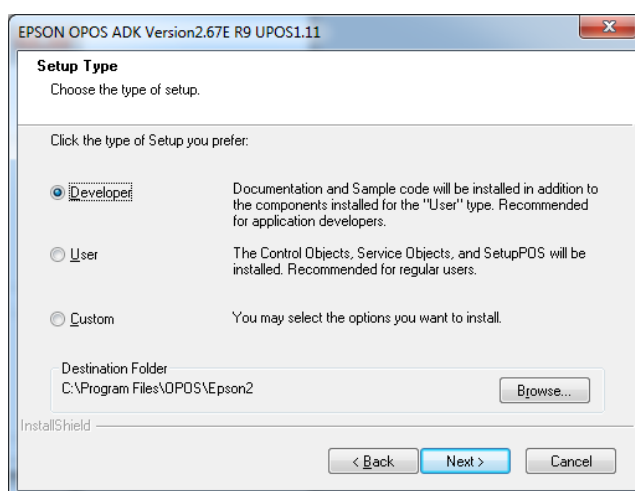 EPSON OPOS ADK Version2.67E R9 UPOS1.11
Setup Type
Choose the type of setup.
Click the type of Setup you prefer:
Developer
Documentation and Sample code will be installed in addition to
the components installed for the "User" type. Recommended
for application developers.
User
The Control Objects, Service Objects, and SetupPOS will be
installed. Recommended for regular users.
Custom
You may select the options you want to install.
Destination Folder
C:\Program Files\OPOS\Epson2
Browse...
InstallShield
< Back
Next >
Cancel